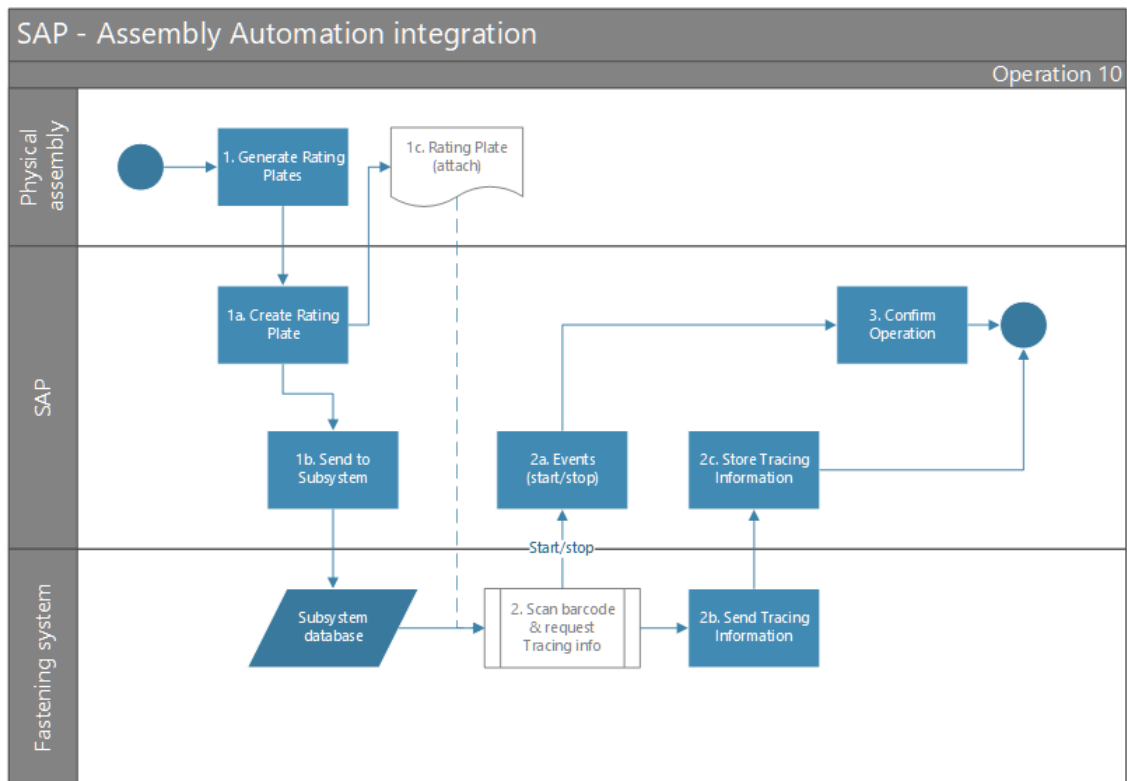 SAP - Assembly Automation integration
Operation 10
Physical
assembly
1. Generate Rating
Plates
1c. Rating Plate
(attach)
SAP
1a. Create Rating
Plate
3. Confirm
Operation
1b. Send to
Subsystem
2a. Events
(start/stop)
2c. Store Tracing
Information
Start/stop
Fastening system
Subsystem
database
2. Scan barcode
& request
Tracing info
2b. Send Tracing
Information